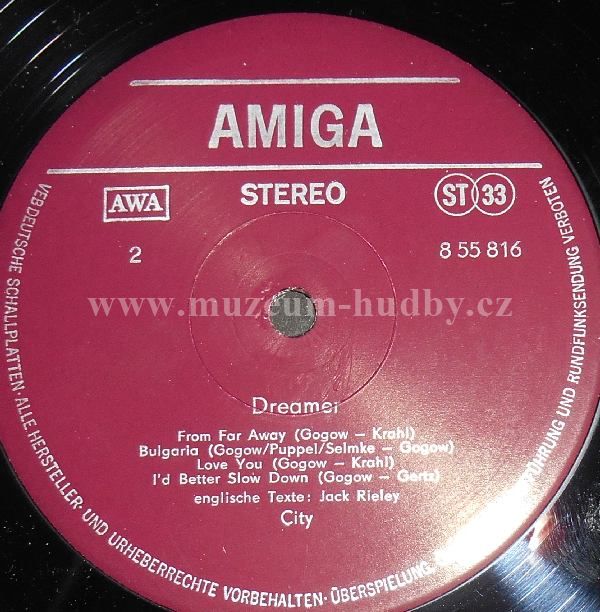 AMIGA
AWA
STEREO
ST 33
2
8 55 816
www.muzeum-hudby.cz
Dreamer
From Far Away (Gogow – Krahl)
Bulgaria (Gogow/Puppel/Selmke – Gogow)
Love You (Gogow – Krahl)
I'd Better Slow Down (Gogow – Gertz)
englische Texte: Jack Rieley
City
VEB DEUTSCHE SCHALLPLATTEN · ALLE HERSTELLER- UND URHEBERRECHTE VORBEHALTEN · ÜBERSPIELUNG, UND RUNDFUNKSENDUNG VERBOTEN